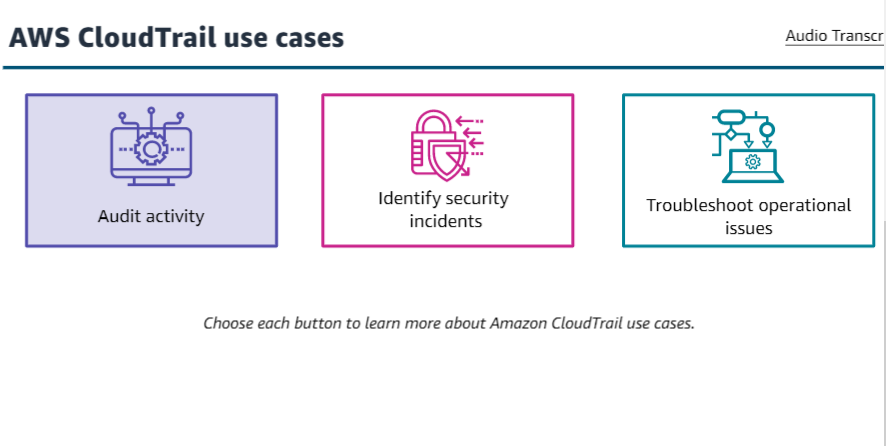 AWS CloudTrail use cases
Audio Transcr
Audit activity
Identify security
incidents
Troubleshoot operational
issues
Choose each button to learn more about Amazon CloudTrail use cases.